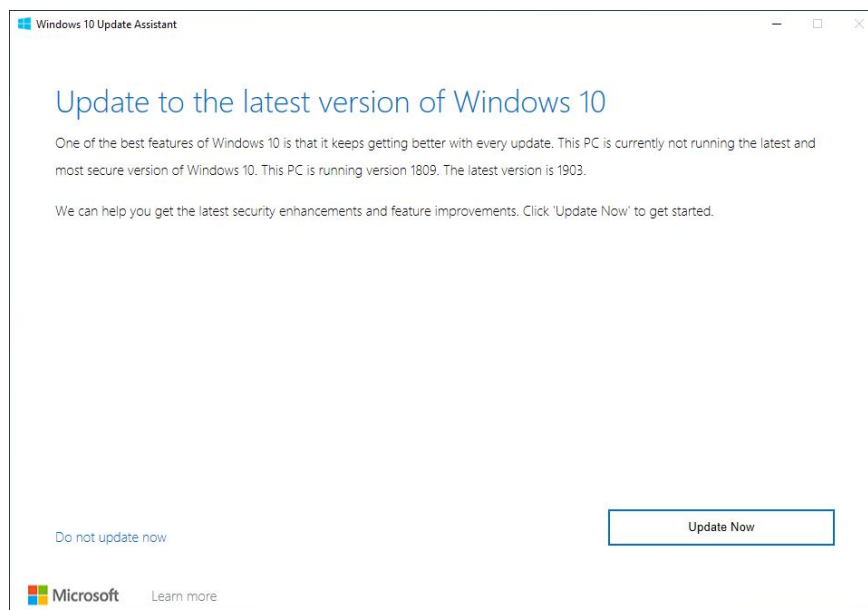 Windows 10 Update Assistant
Update to the latest version of Windows 10
One of the best features of Windows 10 is that it keeps getting better with every update. This PC is currently not running the latest and
most secure version of Windows 10. This PC is running version 1809. The latest version is 1903.
We can help you get the latest security enhancements and feature improvements. Click 'Update Now' to get started.
Update Now
Do not update now
Microsoft Learn more